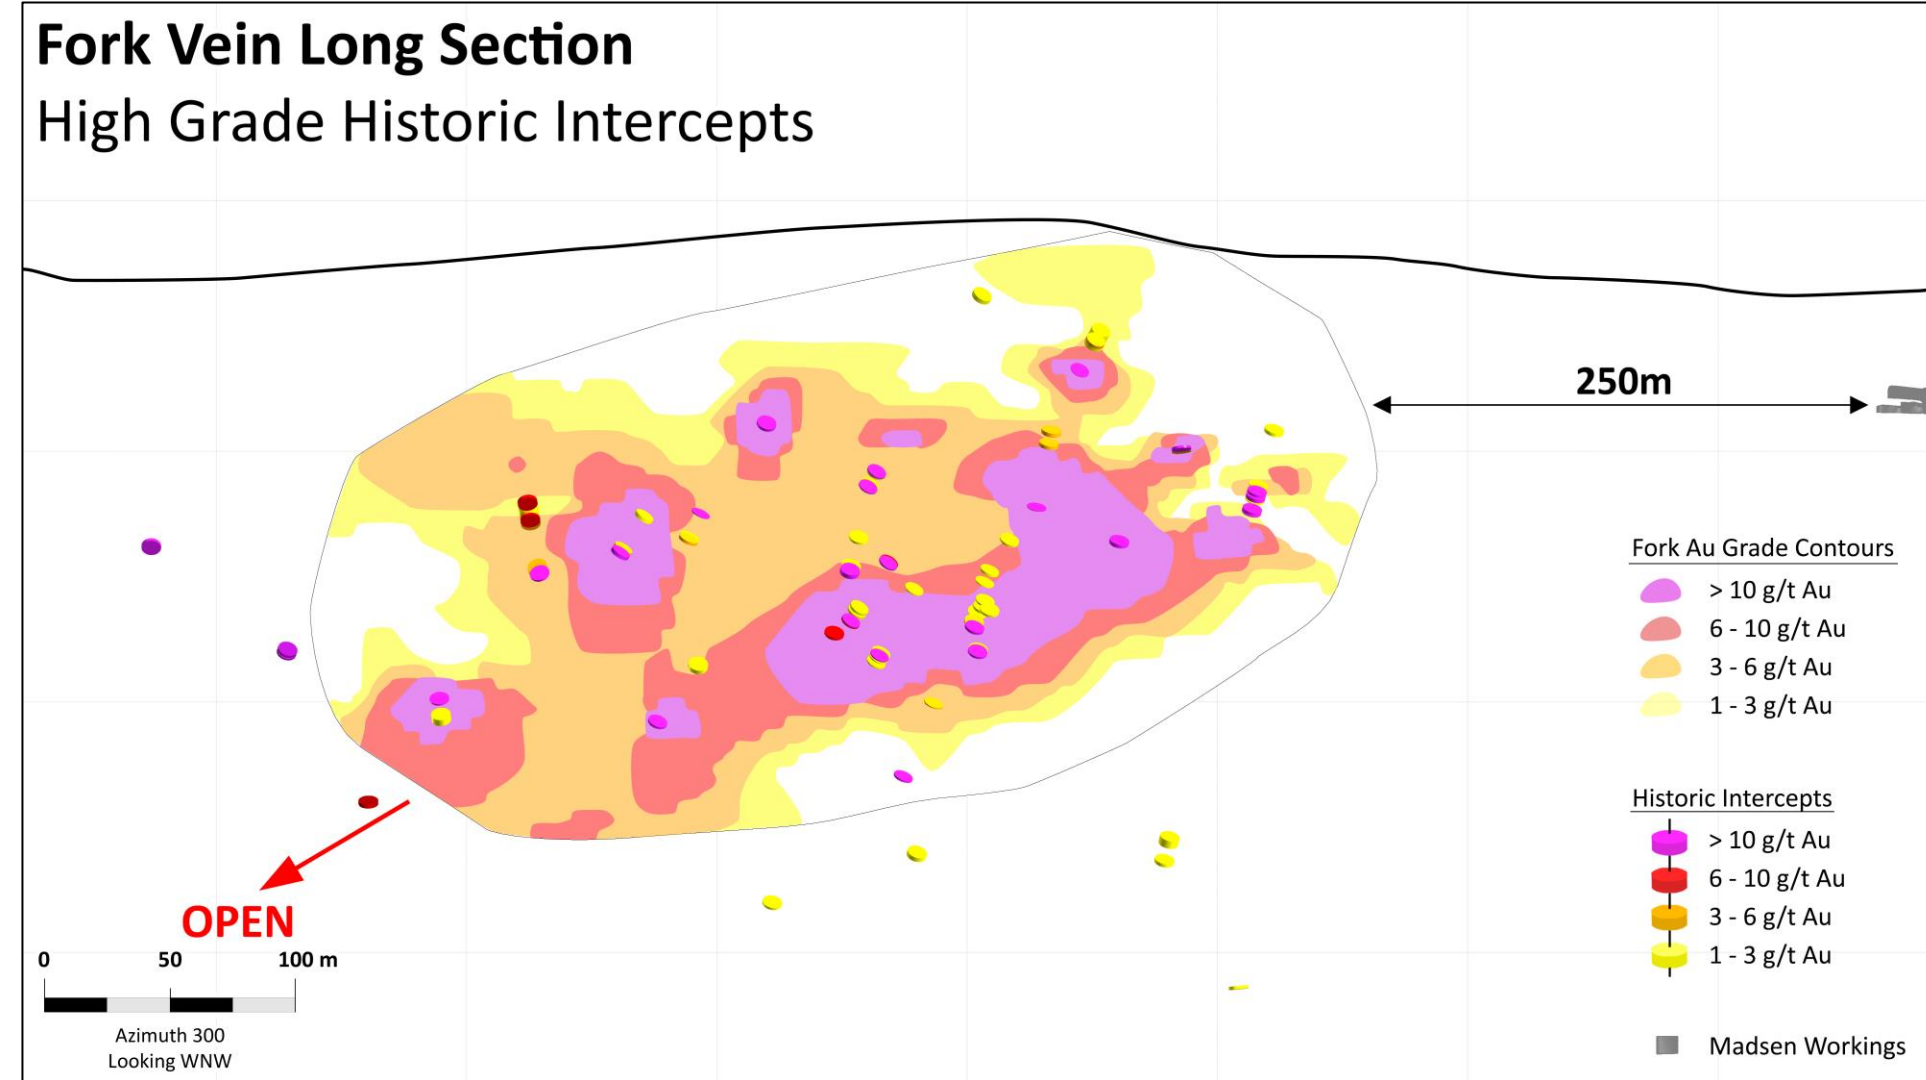 Fork Vein Long Section
High Grade Historic Intercepts
250m
Fork Au Grade Contours
> 10 g/t Au
6 - 10 g/t Au
3 - 6 g/t Au
1 - 3 g/t Au
Historic Intercepts
> 10 g/t Au
6 - 10 g/t Au
3 - 6 g/t Au
1 - 3 g/t Au
Madsen Workings
OPEN
0 50 100 m
Azimuth 300
Looking WNW